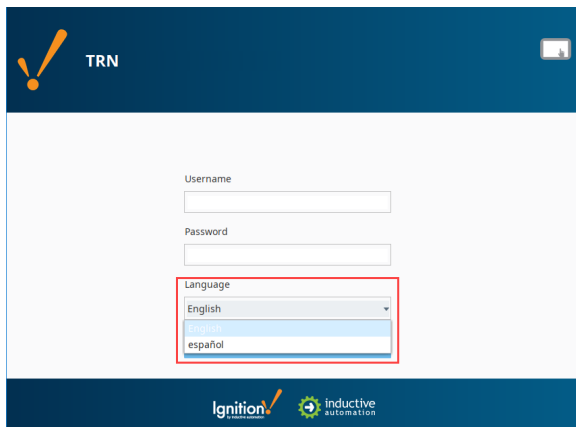 TRN
Username
Password
Language
English
English
español
Ignition!
by inductive automation
inductive
automation